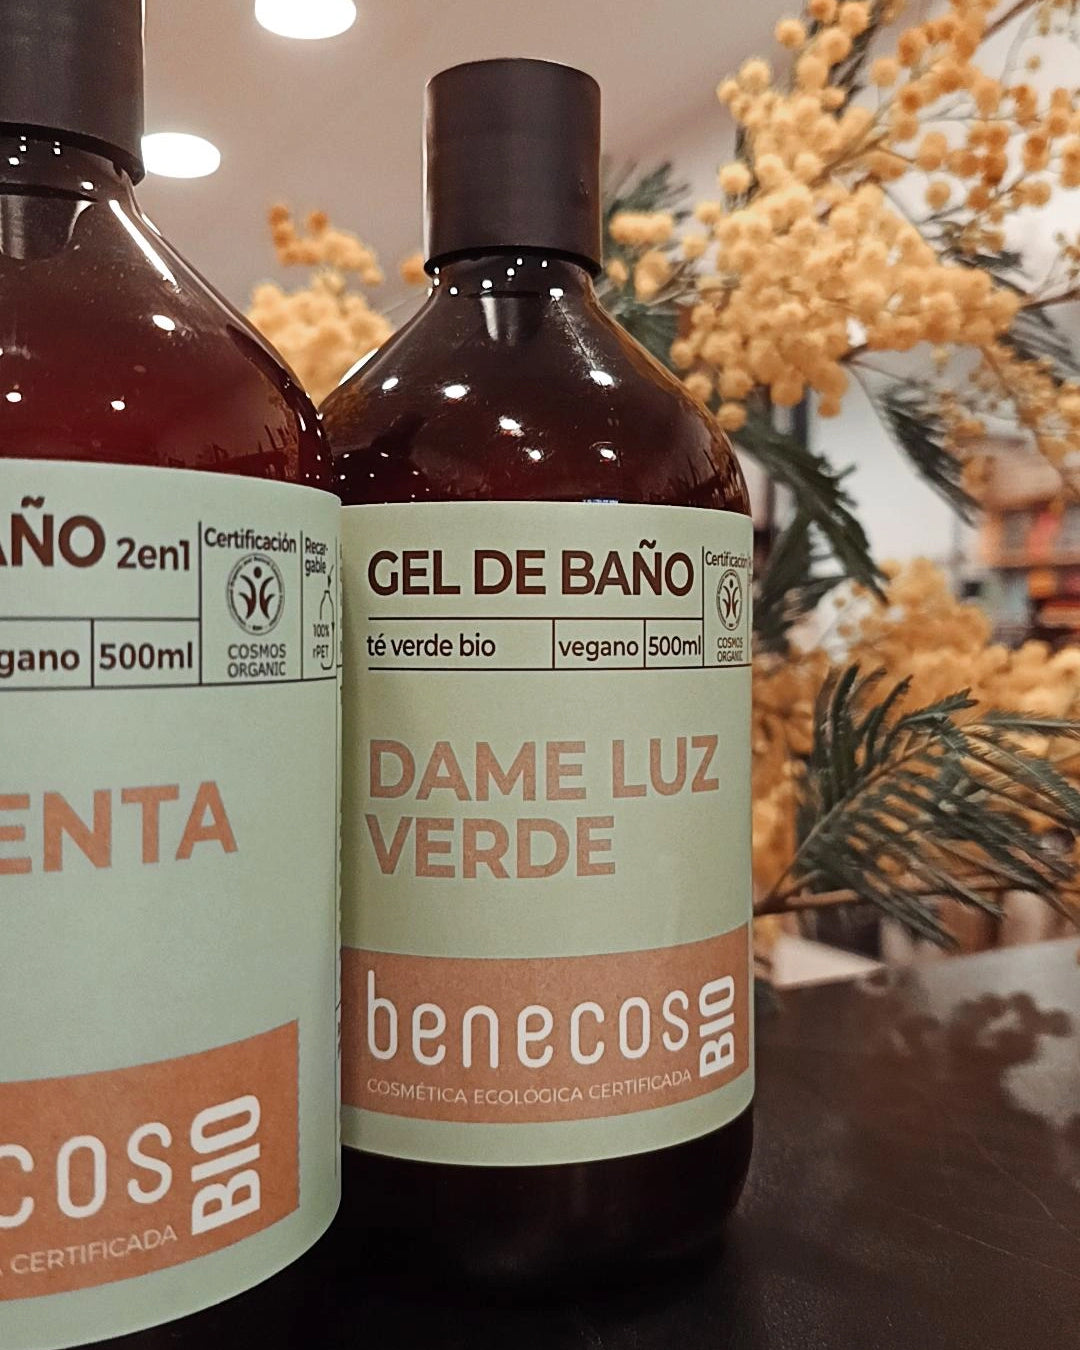 AÑO 2en1
Certificación
Recar-
gable
gano
500ml
COSMOS
ORGANIC
100%
rPET
ENTA
cos
BIO
CERTIFICADA
GEL DE BAÑO
Certificación
té verde bio
vegano
500ml
COSMOS
ORGANIC
DAME LUZ
VERDE
benecos
BIO
COSMÉTICA ECOLÓGICA CERTIFICADA